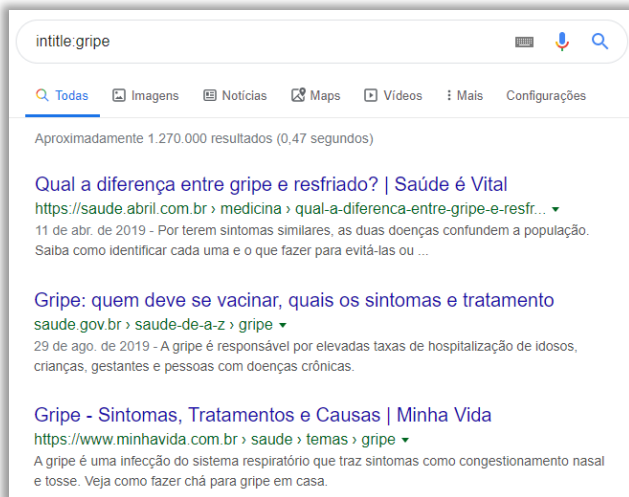 intitle:gripe
Todas Imagens Notícias Maps Vídeos Mais Configurações
Aproximadamente 1.270.000 resultados (0,47 segundos)
Qual a diferença entre gripe e resfriado? | Saúde é Vital
https://saude.abril.com.br › medicina › qual-a-diferenca-entre-gripe-e-resfr...
11 de abr. de 2019 - Por terem sintomas similares, as duas doenças confundem a população.
Saiba como identificar cada uma e o que fazer para evitá-las ou ...
Gripe: quem deve se vacinar, quais os sintomas e tratamento
saude.gov.br › saude-de-a-z › gripe
29 de ago. de 2019 - A gripe é responsável por elevadas taxas de hospitalização de idosos,
crianças, gestantes e pessoas com doenças crônicas.
Gripe - Sintomas, Tratamentos e Causas | Minha Vida
https://www.minhavida.com.br › saude › temas › gripe
A gripe é uma infecção do sistema respiratório que traz sintomas como congestionamento nasal
e tosse. Veja como fazer chá para gripe em casa.